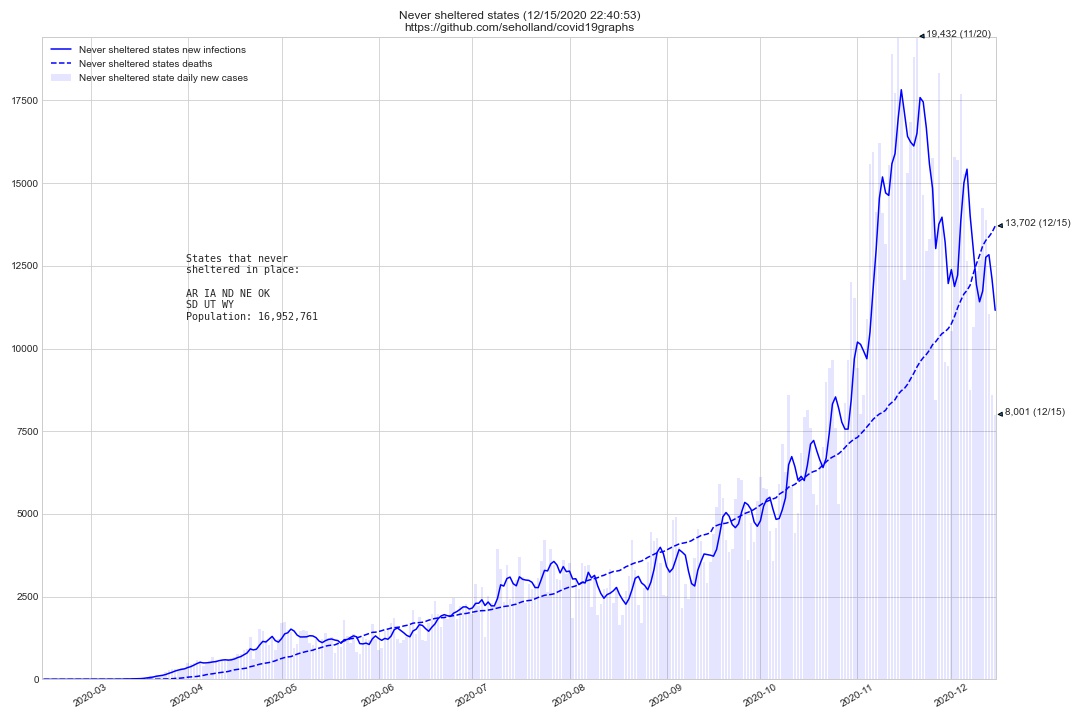 Never sheltered states (12/15/2020 22:40:53)
https://github.com/seholland/covid19graphs
19,432 (11/20)
Never sheltered states new infections
Never sheltered states deaths
Never sheltered state daily new cases
17500
15000
13,702 (12/15)
12500
States that never
sheltered in place:
AR IA ND NE OK
SD UT WY
Population: 16,952,761
10000
7500
8,001 (12/15)
5000
2500
0
2020-03
2020-04
2020-05
2020-06
2020-07
2020-08
2020-09
2020-10
2020-11
2020-12